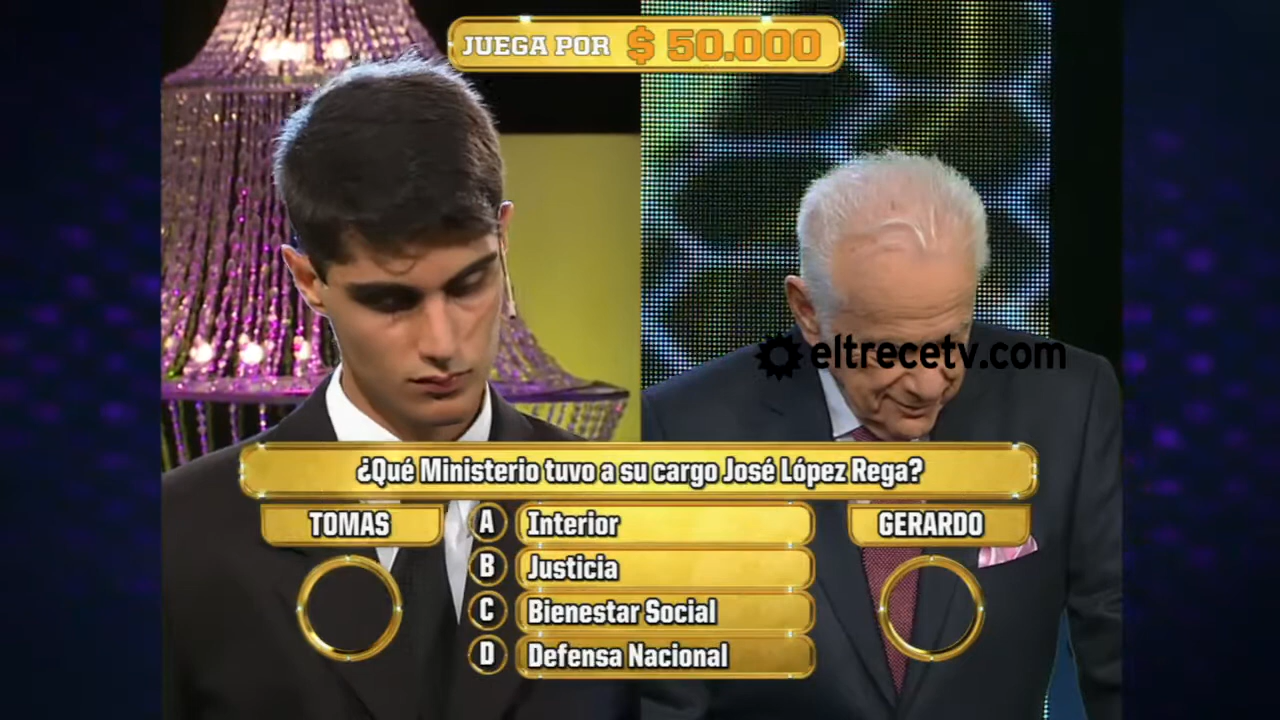 JUEGA POR $ 50.000
eltrecetv.com
¿Qué Ministerio tuvo a su cargo José López Rega?
TOMAS
A Interior
GERARDO
B Justicia
C Bienestar Social
D Defensa Nacional